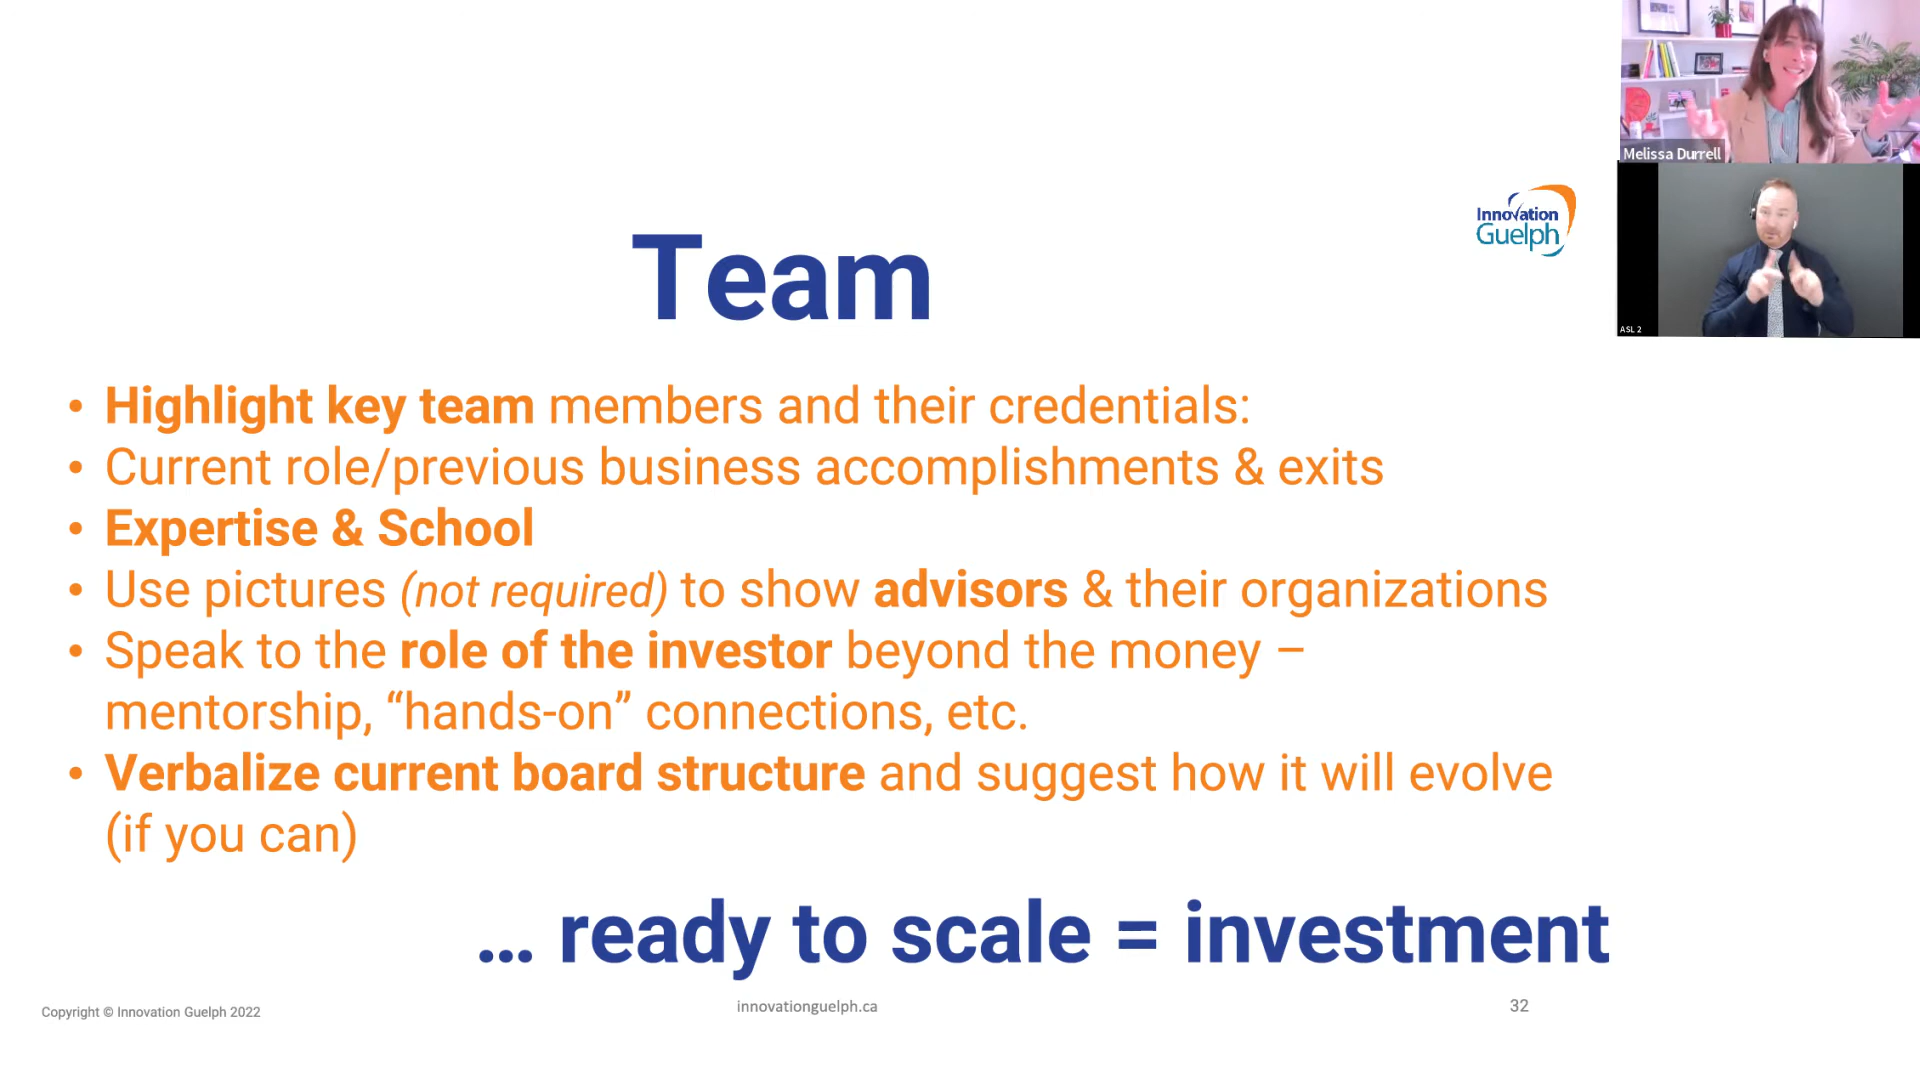 Melissa Durrell
Innovation
Guelph
ASL 2
Team
• Highlight key team members and their credentials:
• Current role/previous business accomplishments & exits
• Expertise & School
• Use pictures (not required) to show advisors & their organizations
• Speak to the role of the investor beyond the money –
mentorship, “hands-on” connections, etc.
• Verbalize current board structure and suggest how it will evolve
(if you can)
... ready to scale = investment
Copyright © Innovation Guelph 2022
innovationguelph.ca
32